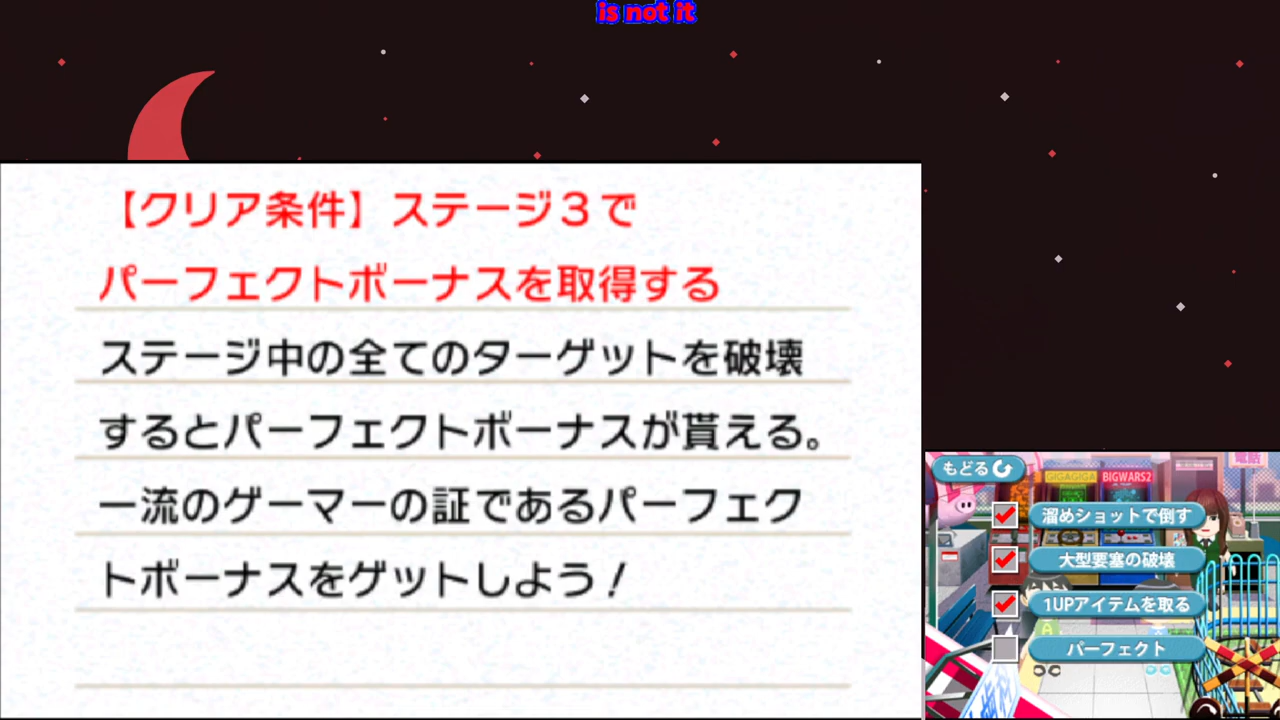 is not it
【クリア条件】ステージ3で
パーフェクトボーナスを取得する
ステージ中の全てのターゲットを破壊
するとパーフェクトボーナスが貰える。
一流のゲーマーの証であるパーフェク
トボーナスをゲットしよう！
もどる
GIGAGIGA
BIGWARS2
電話
溜めショットで倒す
大型要塞の破壊
1UPアイテムを取る
パーフェクト